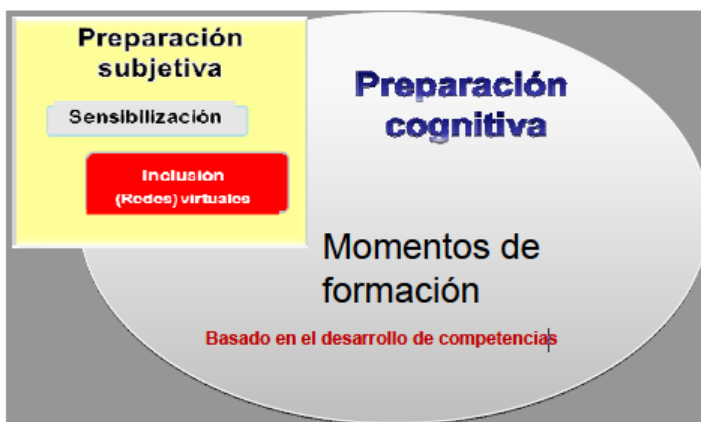 Preparación
subjetiva
Sensibilización
Inclusión
(Redes) virtuales
Preparación
cognitiva
Momentos de
formación
Basado en el desarrollo de competencias